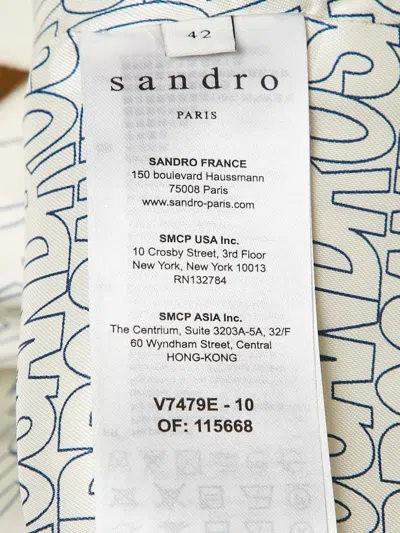 42
sandro
PARIS
SANDRO FRANCE
150 boulevard Haussmann
75008 Paris
www.sandro-paris.com
SMCP USA Inc.
10 Crosby Street, 3rd Floor
New York, New York 10013
RN132784
SMCP ASIA Inc.
The Centrium, Suite 3203A-5A, 32/F
60 Wyndham Street, Central
HONG-KONG
V7479E - 10
OF: 115668